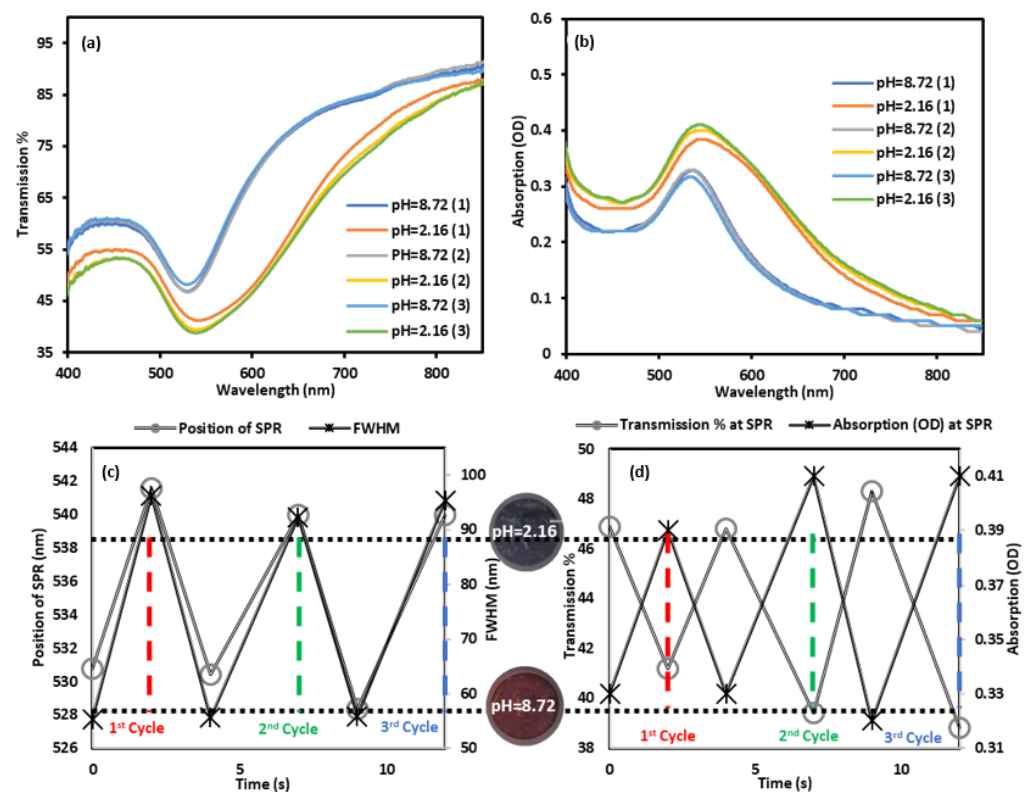 (a)
95
85
75
65
55
45
35
Transmission %
400 500 600 700 800
Wavelength (nm)
pH=8.72 (1)
pH=2.16 (1)
PH=8.72 (2)
pH=2.16 (2)
pH=8.72 (3)
pH=2.16 (3)
(b)
0.6
0.5
0.4
0.3
0.2
0.1
0
Absorption (OD)
400 500 600 700 800
Wavelength (nm)
pH=8.72 (1)
pH=2.16 (1)
pH=8.72 (2)
pH=2.16 (2)
pH=8.72 (3)
pH=2.16 (3)
Position of SPR FWHM
(c)
544
542
540
538
536
534
532
530
528
526
Position of SPR (nm)
100
90
80
70
60
50
FWHM (nm)
1st Cycle 2nd Cycle 3rd Cycle
0 5 10
Time (s)
pH=2.16
pH=8.72
Transmission % at SPR Absorption (OD) at SPR
(d)
50
48
46
44
42
40
38
Transmission %
0.41
0.39
0.37
0.35
0.33
0.31
Absorption (OD)
1st Cycle 2nd Cycle 3rd Cycle
0 5 10
Time (s)